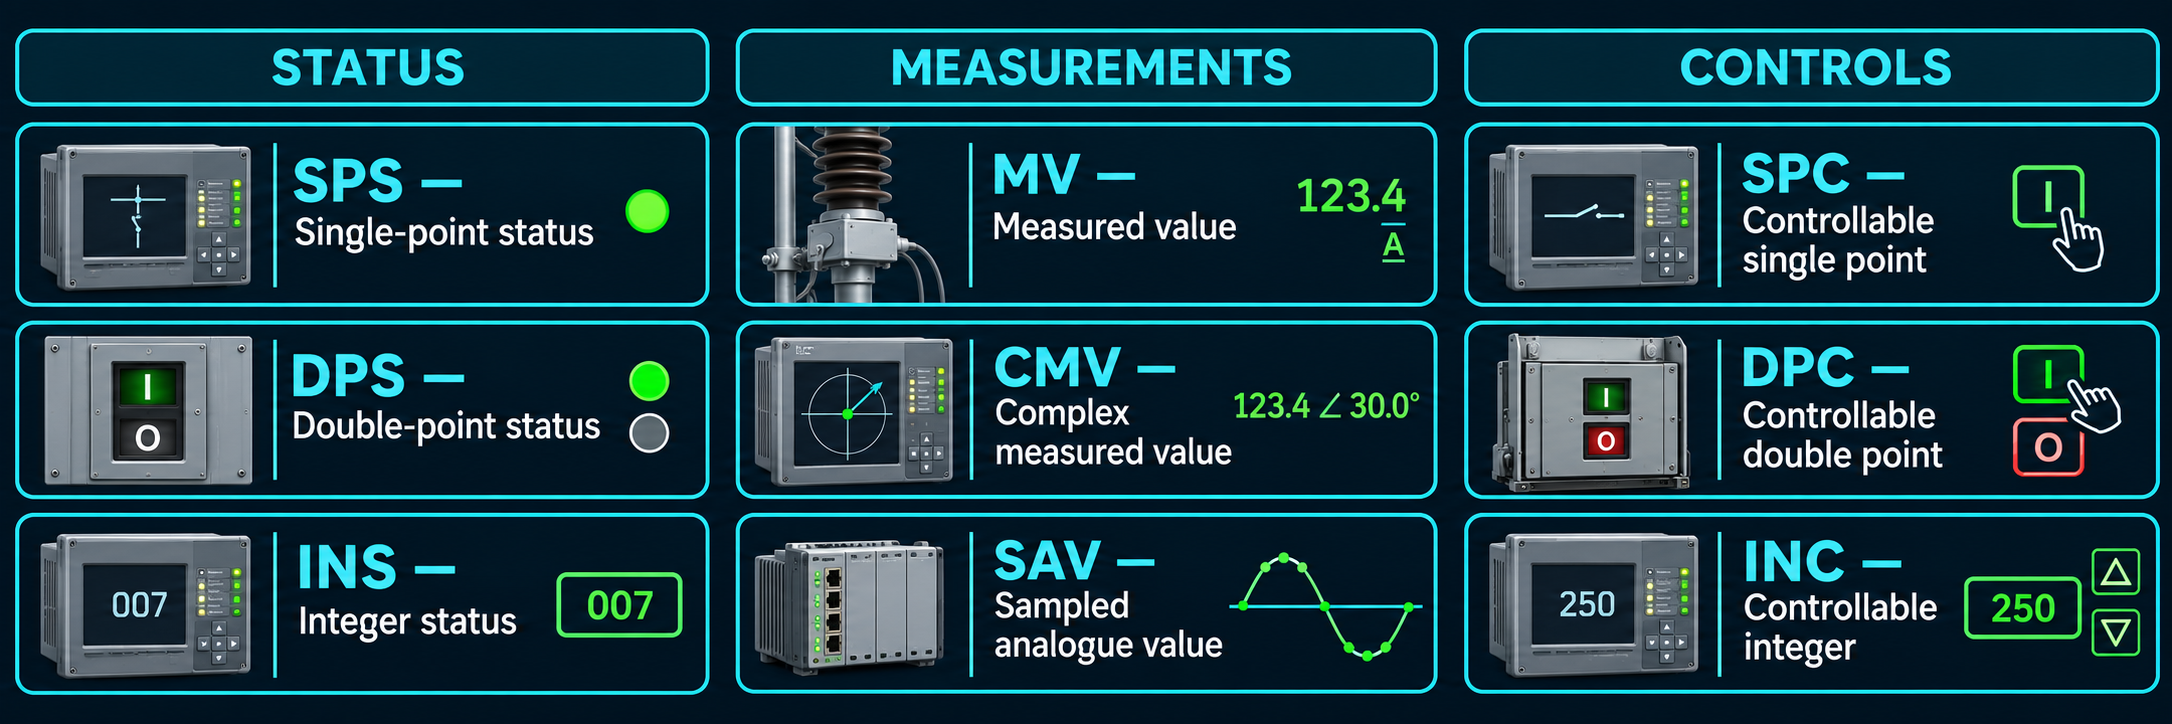 STATUS
SPS —
Single-point status
I
O
DPS —
Double-point status
007
INS —
Integer status
007
MEASUREMENTS
MV —
Measured value
123.4
A
CMV —
Complex
measured value
123.4 ∠ 30.0°
SAV —
Sampled
analogue value
CONTROLS
SPC —
Controllable
single point
I
I
O
DPC —
Controllable
double point
I
O
250
INC —
Controllable
integer
250